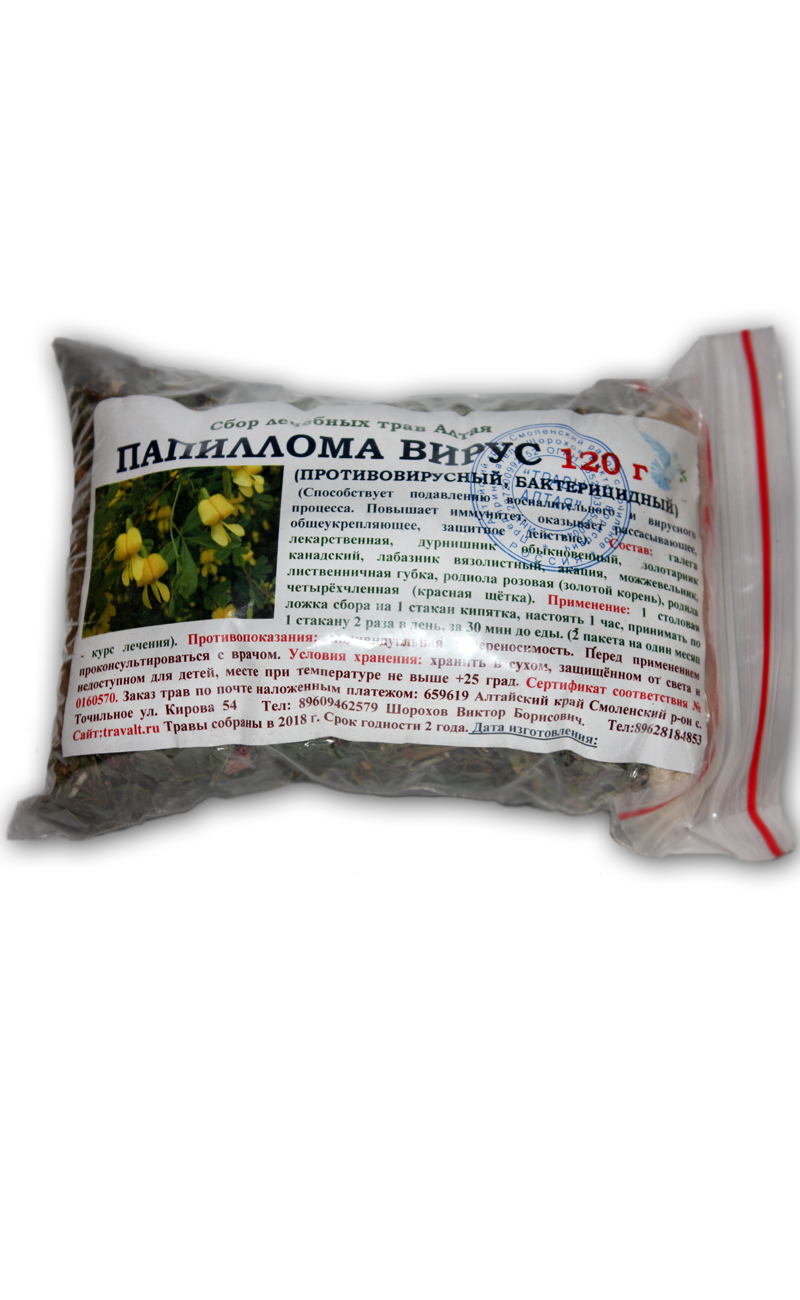 Сбор лечебных трав Алтая
ПАПИЛЛОМА ВИРУС 120 г
(ПРОТИВОВИРУСНЫЙ, БАКТЕРИЦИДНЫЙ)
(Способствует подавлению воспалительного и вирусного
процесса. Повышает иммунитет, оказывает рассасывающее,
общеукрепляющее, защитное действие). Состав: галега
лекарственная, дурнишник обыкновенный, золотарник
канадский, лабазник вязолистный, акация, можжевельник,
лиственничная губка, родиола розовая (золотой корень), родиола
четырёхчленная (красная щётка). Применение: 1 столовая
ложка сбора на 1 стакан кипятка, настоять 1 час, принимать по
1 стакану 2 раза в день, за 30 мин до еды. (2 пакета на один месяц
- курс лечения). Противопоказания: индивидуальная непереносимость. Перед применением
проконсультироваться с врачом. Условия хранения: хранить в сухом, защищённом от света и
недоступном для детей, месте при температуре не выше +25 град. Сертификат соответствия №
0160570. Заказ трав по почте наложенным платежом: 659619 Алтайский край Смоленский р-он с.
Точильное ул. Кирова 54 Тел: 89609462579 Шорохов Виктор Борисович. Тел:89628184853
Сайт:travalt.ru Травы собраны в 2018 г. Срок годности 2 года. Дата изготовления:
"ТРАВЫ
АЛТАЯ"
РОССИЙ